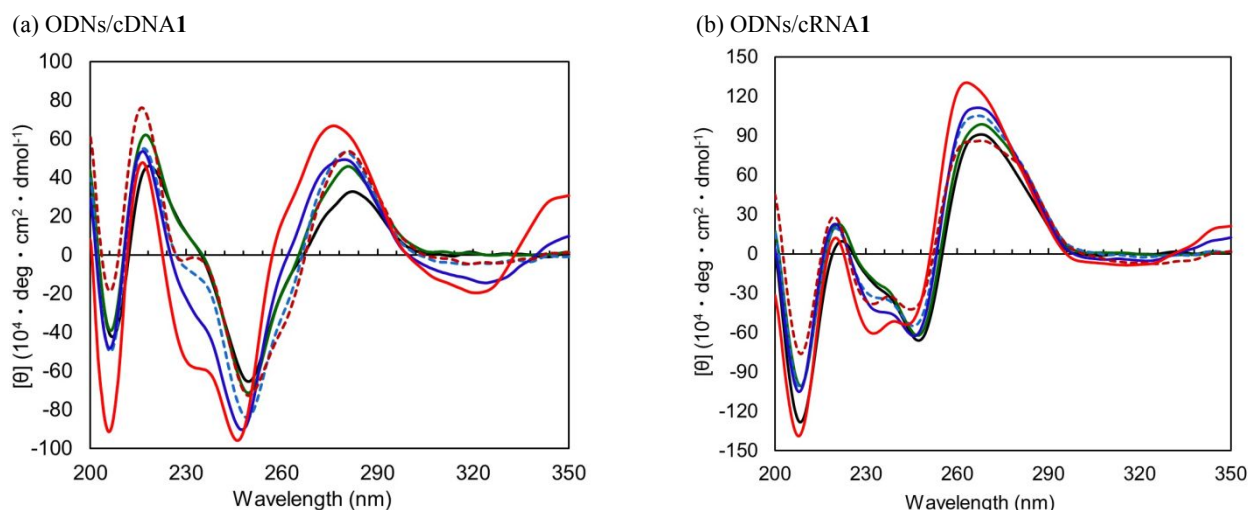 (a) ODNs/cDNA1
(b) ODNs/cRNA1
100
80
60
40
20
0
-20
-40
-60
-80
-100
[θ] (10⁴・deg・cm²・dmol⁻¹)
200 230 260 290 320 350
Wavelength (nm)
150
120
90
60
30
0
-30
-60
-90
-120
-150
[θ] (10⁴・deg・cm²・dmol⁻¹)
200 230 260 290 320 350
Wavelength (nm)